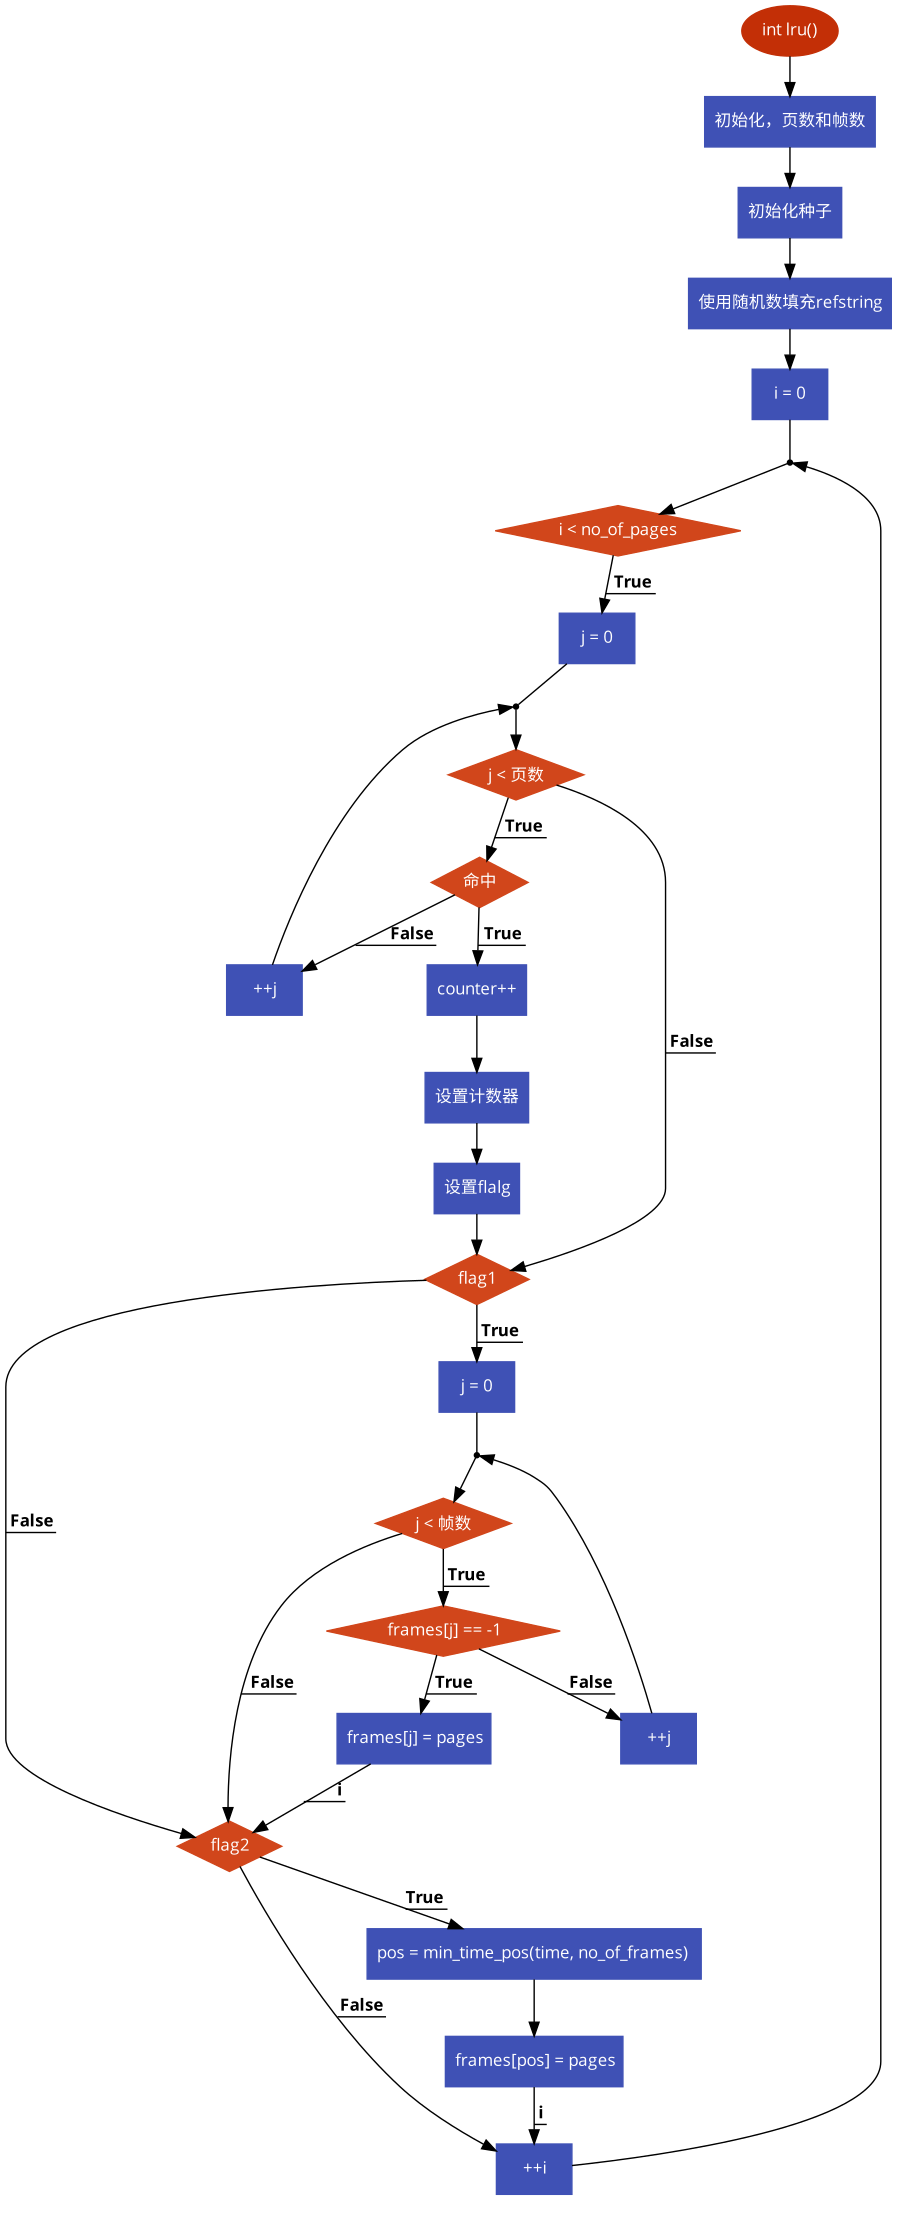 int lru()
初始化，页数和帧数
初始化种子
使用随机数填充refstring
i = 0
i < no_of_pages
True
j = 0
j < 页数
True
命中
False
True
++j
counter++
False
设置计数器
设置flalg
flag1
True
j = 0
False
j < 帧数
True
frames[j] == -1
False
True
False
frames[j] = pages
++j
i
flag2
True
pos = min_time_pos(time, no_of_frames)
False
frames[pos] = pages
i
++i